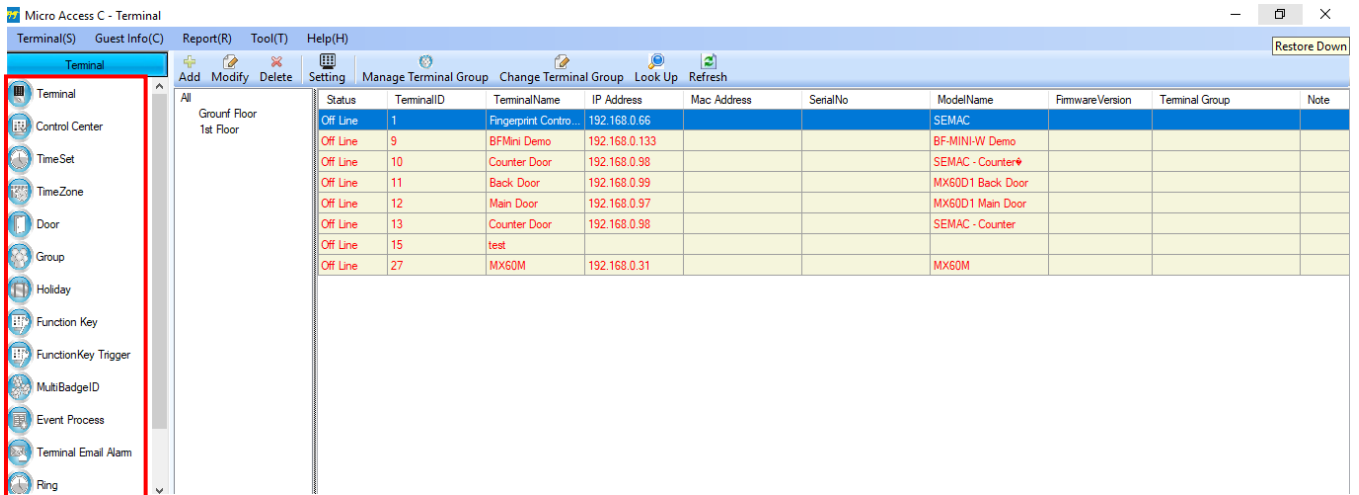 Micro Access C - Terminal
Terminal(S) Guest Info(C) Report(R) Tool(T) Help(H)
Restore Down
Terminal
Add Modify Delete Setting Manage Terminal Group Change Terminal Group Look Up Refresh
Terminal
Control Center
TimeSet
TimeZone
Door
Group
Holiday
Function Key
FunctionKey Trigger
MultiBadgeID
Event Process
Terminal Email Alarm
Ring
All
Grounf Floor
1st Floor
Status TerminalID TerminalName IP Address Mac Address SerialNo ModelName FirmwareVersion Terminal Group Note
Off Line 1 Fingerprint Contro... 192.168.0.66 SEMAC
Off Line 9 BFMini Demo 192.168.0.133 BF-MINI-W Demo
Off Line 10 Counter Door 192.168.0.98 SEMAC - Counter�
Off Line 11 Back Door 192.168.0.99 MX60D1 Back Door
Off Line 12 Main Door 192.168.0.97 MX60D1 Main Door
Off Line 13 Counter Door 192.168.0.98 SEMAC - Counter
Off Line 15 test
Off Line 27 MX60M 192.168.0.31 MX60M